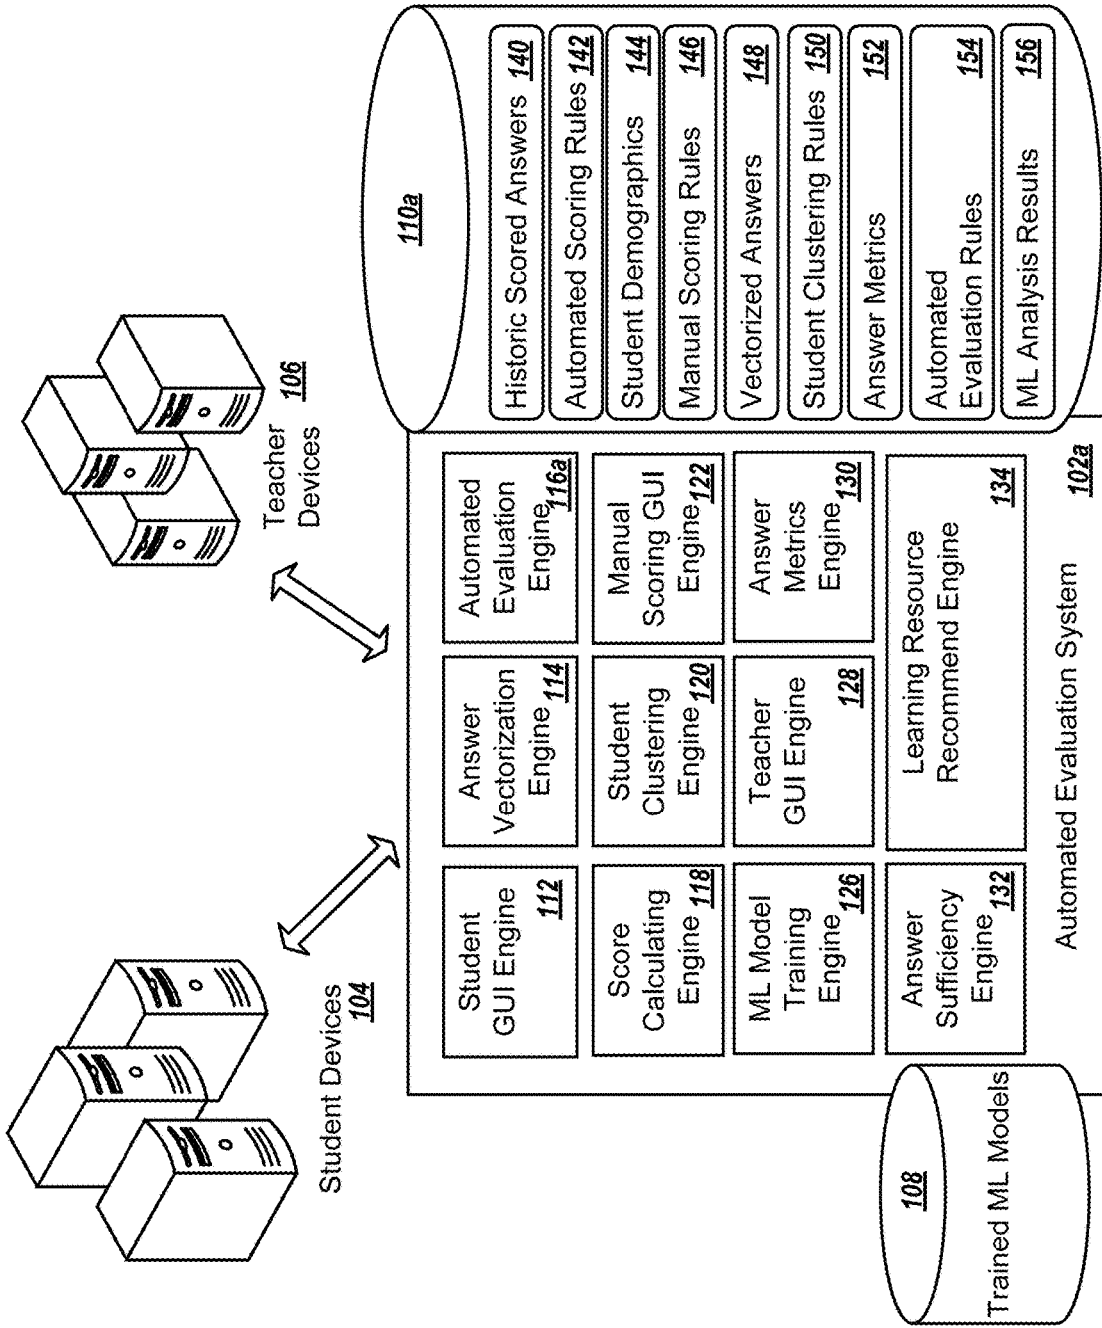 Student Devices
104
Teacher
Devices
106
Student
GUI Engine
112
Answer
Vectorization
Engine 114
Automated
Evaluation
Engine 116a
Score
Calculating
Engine 118
Student
Clustering
Engine 120
Manual
Scoring GUI
Engine 122
ML Model
Training
Engine 126
Teacher
GUI Engine
128
Answer
Metrics
Engine 130
Answer
Sufficiency
Engine 132
Learning Resource
Recommend Engine
134
Automated Evaluation System
102a
108
Trained ML Models
110a
Historic Scored Answers 140
Automated Scoring Rules 142
Student Demographics 144
Manual Scoring Rules 146
Vectorized Answers 148
Student Clustering Rules 150
Answer Metrics 152
Automated
Evaluation Rules 154
ML Analysis Results 156